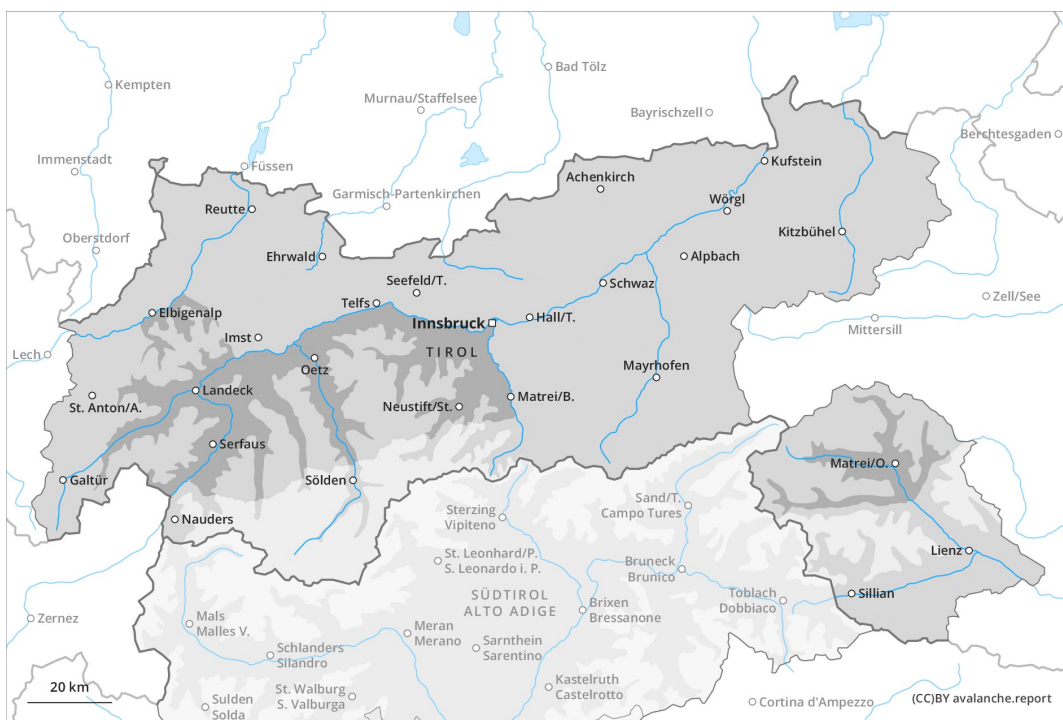 Kempten
Bad Tölz
Murnau/Staffelsee
Bayrischzell
Berchtesgaden
Immenstadt
Füssen
Kufstein
Achenkirch
Garmisch-Partenkirchen
Reutte
Wörgl
Kitzbühel
Oberstdorf
Ehrwald
Alpbach
Seefeld/T.
Schwaz
Zell/See
Telfs
Elbigenalp
Innsbruck
Hall/T.
Mittersill
Imst
Lech
TIROL
Oetz
Mayrhofen
Landeck
St. Anton/A.
Neustift/St.
Matrei/B.
Serfaus
Matrei/O.
Galtür
Sölden
Sand/T.
Campo Tures
Nauders
Sterzing
Vipiteno
Lienz
St. Leonhard/P.
S. Leonardo i. P.
Bruneck
Brunico
SÜDTIROL
ALTO ADIGE
Toblach
Dobbiaco
Sillian
Brixen
Bressanone
Zernez
Mals
Malles V.
Meran
Merano
Sarnthein
Sarentino
Schlanders
Silandro
Kastelruth
Castelrotto
20 km
St. Walburg
S. Valburga
Sulden
Solda
Cortina d'Ampezzo
(CC)BY avalanche.report